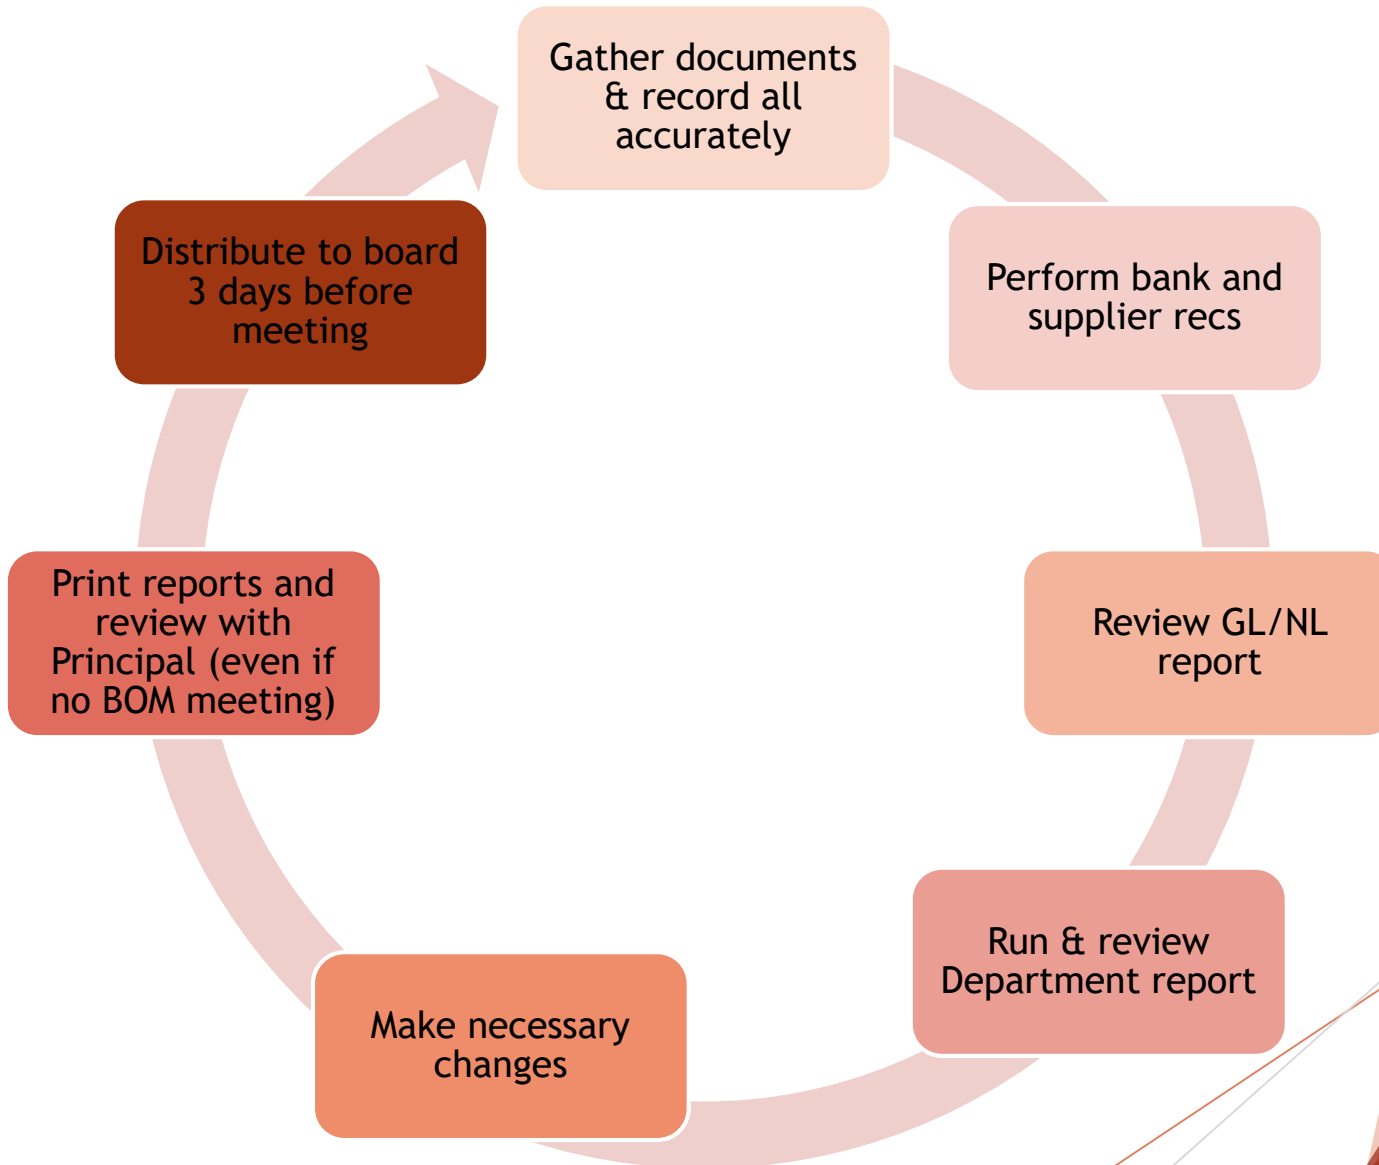 Gather documents
& record all
accurately
Perform bank and
supplier recs
Review GL/NL
report
Run & review
Department report
Make necessary
changes
Print reports and
review with
Principal (even if
no BOM meeting)
Distribute to board
3 days before
meeting